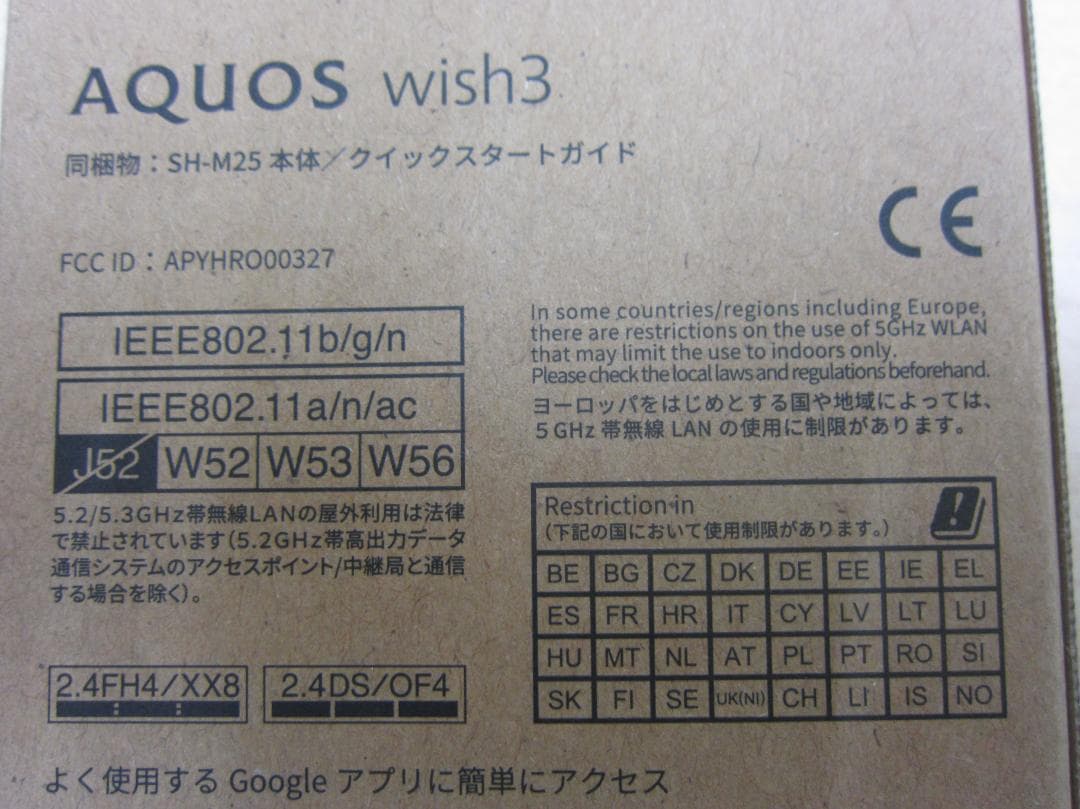 AQUOS wish3
同梱物：SH-M25 本体／クイックスタートガイド
CE
FCC ID：APYHRO00327
IEEE802.11b/g/n
IEEE802.11a/n/ac
J52 W52 W53 W56
5.2/5.3GHz帯無線LANの屋外利用は法律
で禁止されています（5.2GHz帯高出力データ
通信システムのアクセスポイント/中継局と通信
する場合を除く）。
2.4FH4/XX8 2.4DS/OF4
In some countries/regions including Europe,
there are restrictions on the use of 5GHz WLAN
that may limit the use to indoors only.
Please check the local laws and regulations beforehand.
ヨーロッパをはじめとする国や地域によっては、
5 GHz 帯無線 LAN の使用に制限があります。
Restriction in
（下記の国において使用制限があります。）
BE BG CZ DK DE EE IE EL
ES FR HR IT CY LV LT LU
HU MT NL AT PL PT RO SI
SK FI SE UK(NI) CH LI IS NO
よく使用する Google アプリに簡単にアクセス